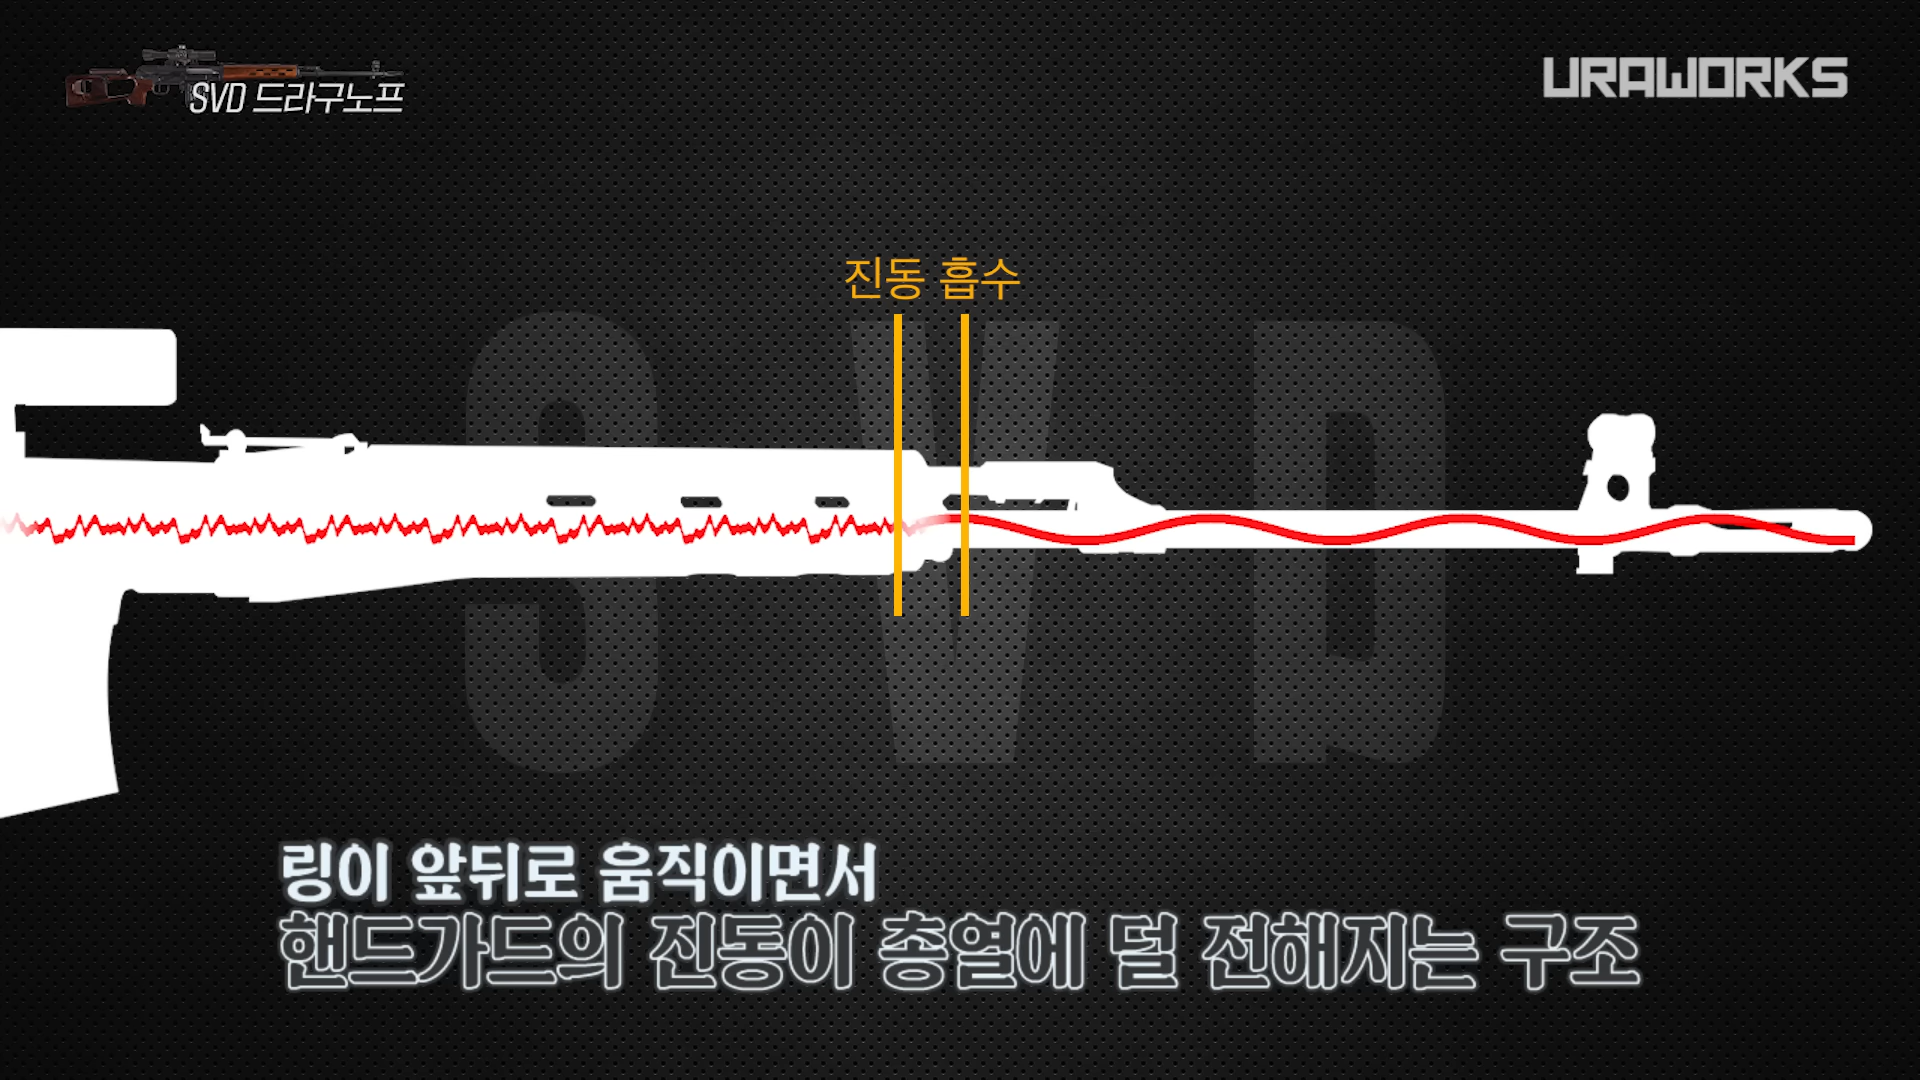 SVD 드라구노프
URAWORKS
진동 흡수
SVD
링이 앞뒤로 움직이면서
핸드가드의 진동이 총열에 덜 전해지는 구조